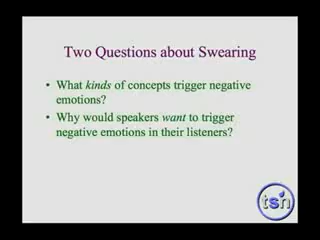 Two Questions about Swearing
• What kinds of concepts trigger negative
emotions?
• Why would speakers want to trigger
negative emotions in their listeners?
tsn